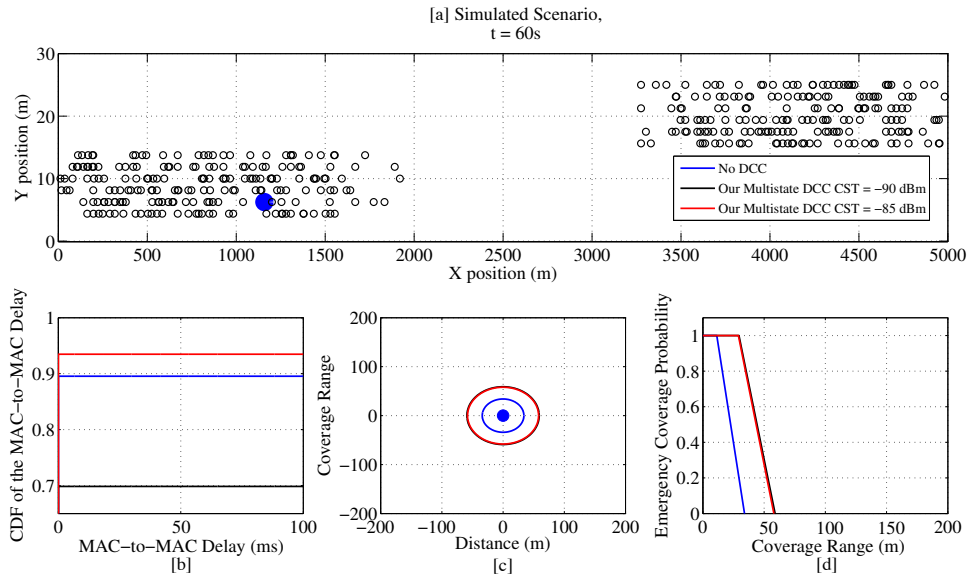 [a] Simulated Scenario,
t = 60s
30
20
10
0
Y position (m)
0 500 1000 1500 2000 2500 3000 3500 4000 4500 5000
X position (m)
No DCC
Our Multistate DCC CST = −90 dBm
Our Multistate DCC CST = −85 dBm
CDF of the MAC−to−MAC Delay
1
0.9
0.8
0.7
0 50 100
MAC−to−MAC Delay (ms)
[b]
Coverage Range
200
100
0
−100
−200
−200 −100 0 100 200
Distance (m)
[c]
Emergency Coverage Probability
1
0.8
0.6
0.4
0.2
0
0 50 100 150 200
Coverage Range (m)
[d]